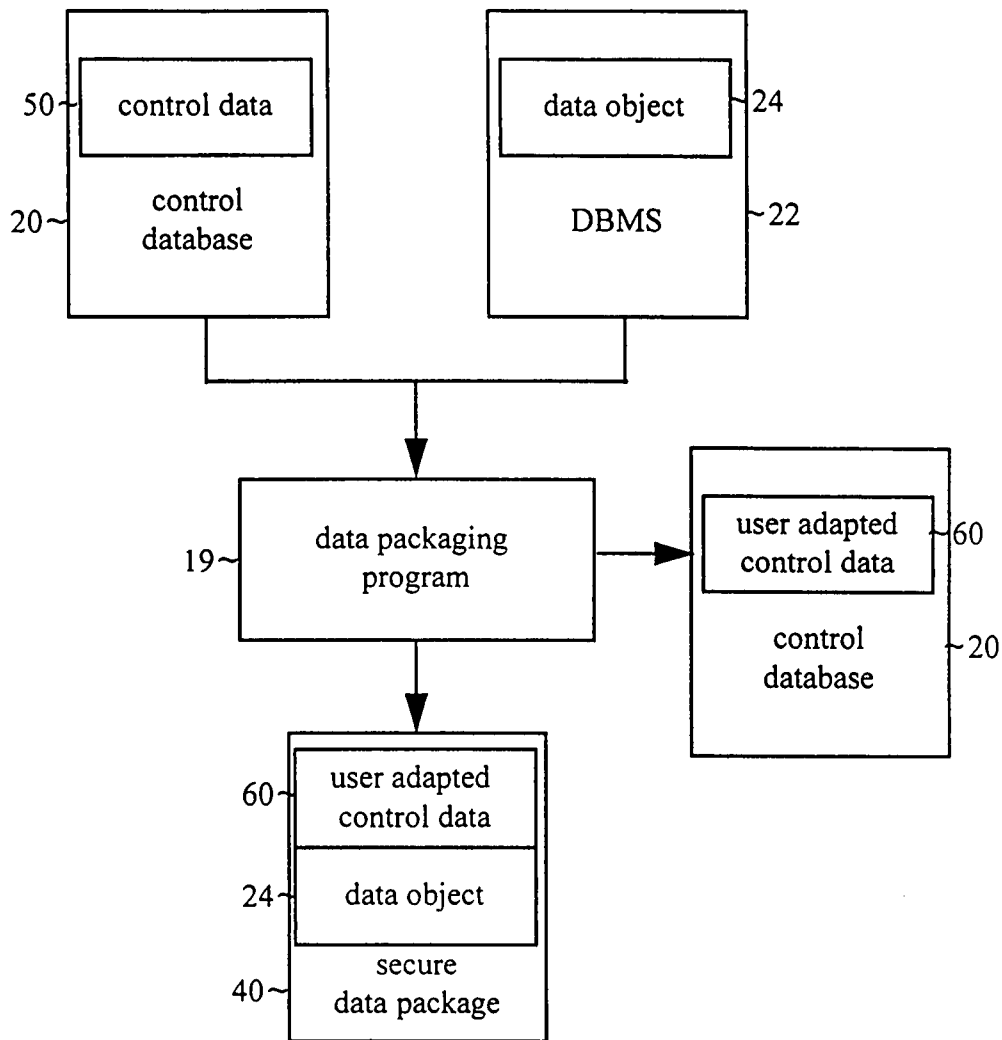 50~ control data
data object ~24
20~ control
database
DBMS ~22
19~ data packaging
program
user adapted ~60
control data
control ~20
database
60~ user adapted
control data
24~ data object
40~ secure
data package